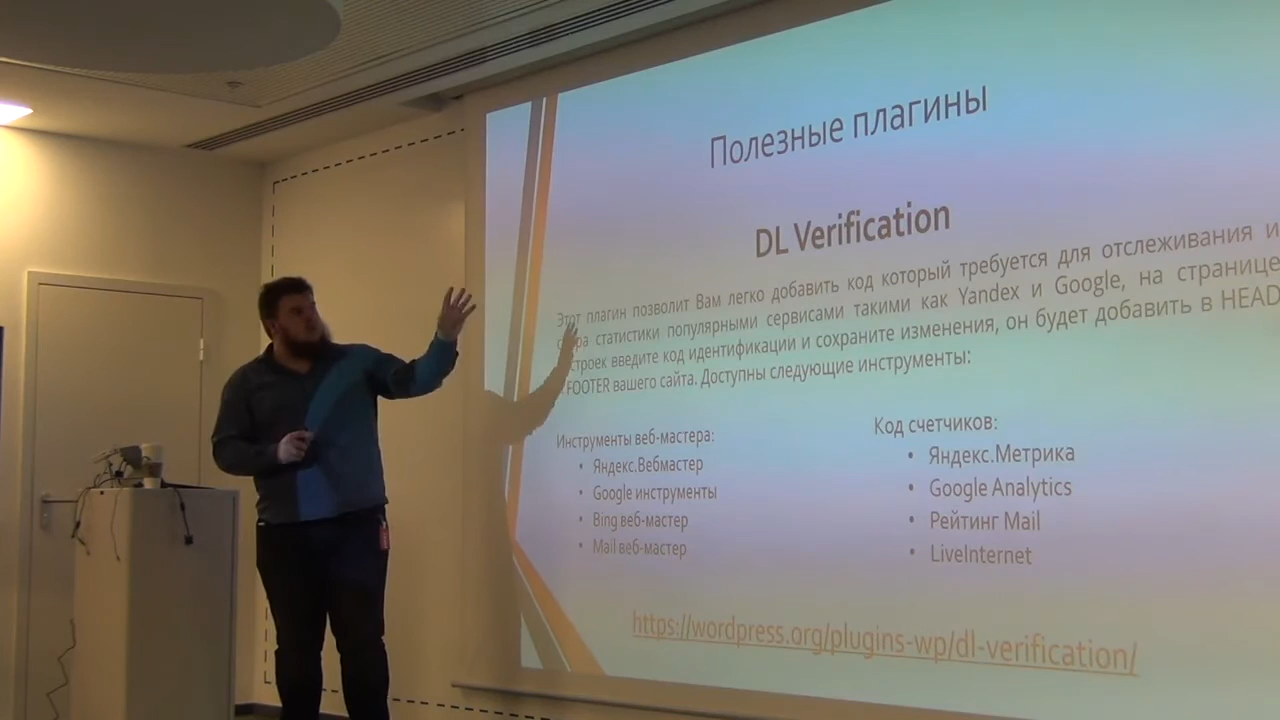 Полезные плагины
DL Verification
Этот плагин позволит Вам легко добавить код который требуется для отслеживания и
сбора статистики популярными сервисами такими как Yandex и Google, на странице
настроек введите код идентификации и сохраните изменения, он будет добавить в HEAD
FOOTER вашего сайта. Доступны следующие инструменты:
Инструменты веб-мастера:
• Яндекс.Вебмастер
• Google инструменты
• Bing веб-мастер
• Mail веб-мастер
Код счетчиков:
• Яндекс.Метрика
• Google Analytics
• Рейтинг Mail
• LiveInternet
https://wordpress.org/plugins-wp/dl-verification/